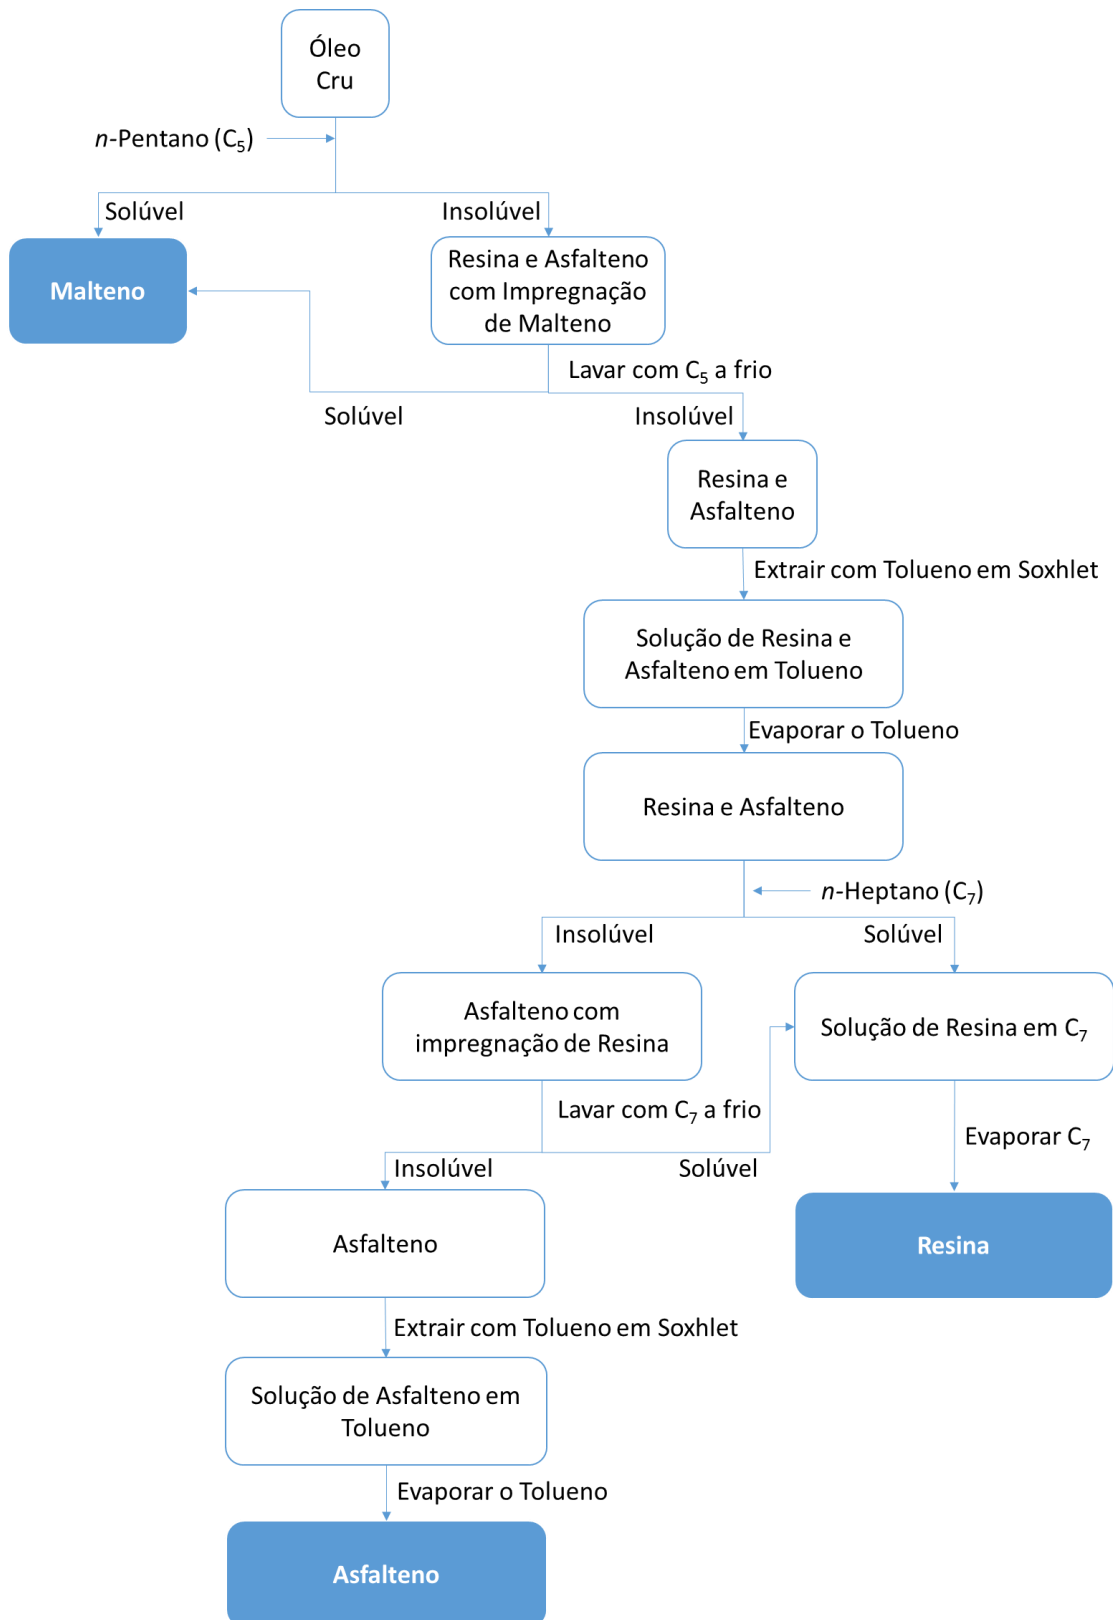 Óleo
Cru
n-Pentano (C₅)
Solúvel
Insolúvel
Malteno
Resina e Asfalteno
com Impregnação
de Malteno
Lavar com C₅ a frio
Solúvel
Insolúvel
Resina e
Asfalteno
Extrair com Tolueno em Soxhlet
Solução de Resina e
Asfalteno em Tolueno
Evaporar o Tolueno
Resina e Asfalteno
n-Heptano (C₇)
Insolúvel
Solúvel
Asfalteno com
impregnação de Resina
Solução de Resina em C₇
Lavar com C₇ a frio
Evaporar C₇
Insolúvel
Solúvel
Asfalteno
Resina
Extrair com Tolueno em Soxhlet
Solução de Asfalteno em
Tolueno
Evaporar o Tolueno
Asfalteno